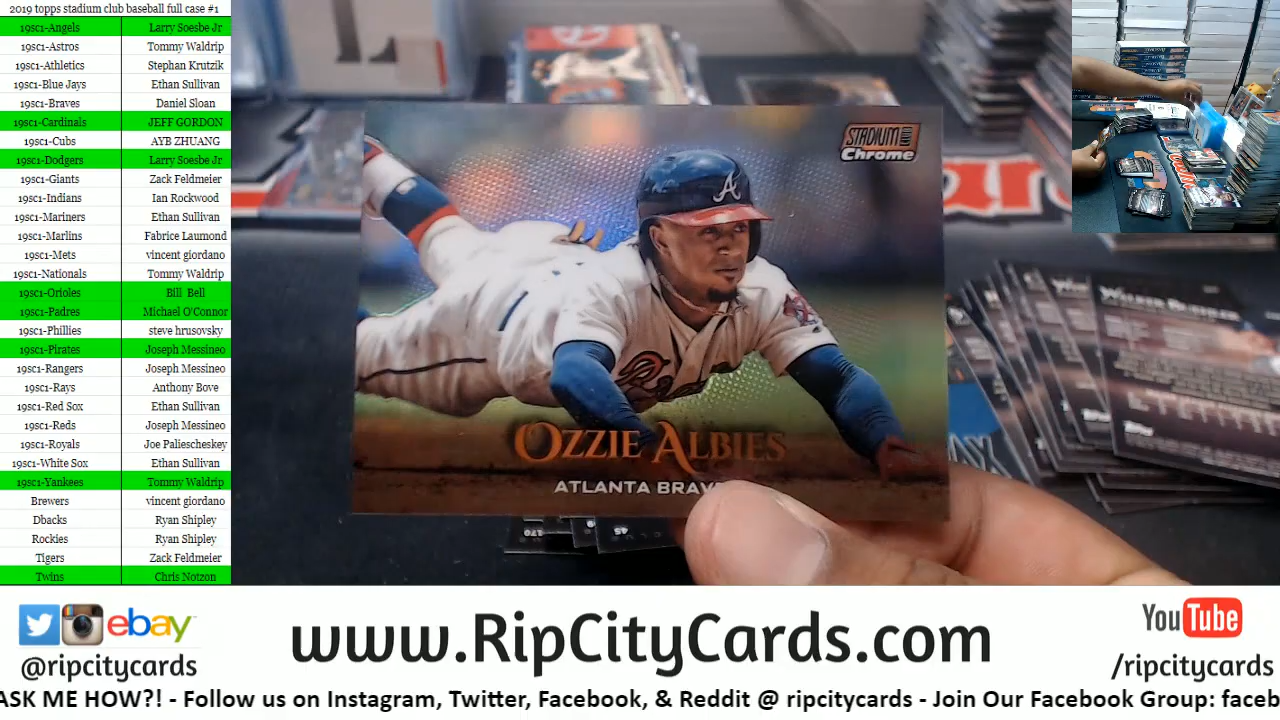 2019 topps stadium club baseball full case #1
19sc1-Angels Larry Soesbe Jr
19sc1-Astros Tommy Waldrip
19sc1-Athletics Stephan Krutzik
19sc1-Blue Jays Ethan Sullivan
19sc1-Braves Daniel Sloan
19sc1-Cardinals JEFF GORDON
19sc1-Cubs AYB ZHUANG
19sc1-Dodgers Larry Soesbe Jr
19sc1-Giants Zack Feldmeier
19sc1-Indians Ian Rockwood
19sc1-Mariners Ethan Sullivan
19sc1-Marlins Fabrice Laumond
19sc1-Mets vincent giordano
19sc1-Nationals Tommy Waldrip
19sc1-Orioles Bill Bell
19sc1-Padres Michael O'Connor
19sc1-Phillies steve hrusovsky
19sc1-Pirates Joseph Messineo
19sc1-Rangers Joseph Messineo
19sc1-Rays Anthony Bove
19sc1-Red Sox Ethan Sullivan
19sc1-Reds Joseph Messineo
19sc1-Royals Joe Paliescheskey
19sc1-White Sox Ethan Sullivan
19sc1-Yankees Tommy Waldrip
Brewers vincent giordano
Dbacks Ryan Shipley
Rockies Ryan Shipley
Tigers Zack Feldmeier
Twins Chris Notzon
STADIUM CLUB
Chrome
A
OZZIE ALBIES
ATLANTA BRAV
WALKER BUEHLER
topps
170
45
ebay
@ripcitycards
www.RipCityCards.com
YouTube
/ripcitycards
ASK ME HOW?! - Follow us on Instagram, Twitter, Facebook, & Reddit @ ripcitycards - Join Our Facebook Group: faceb